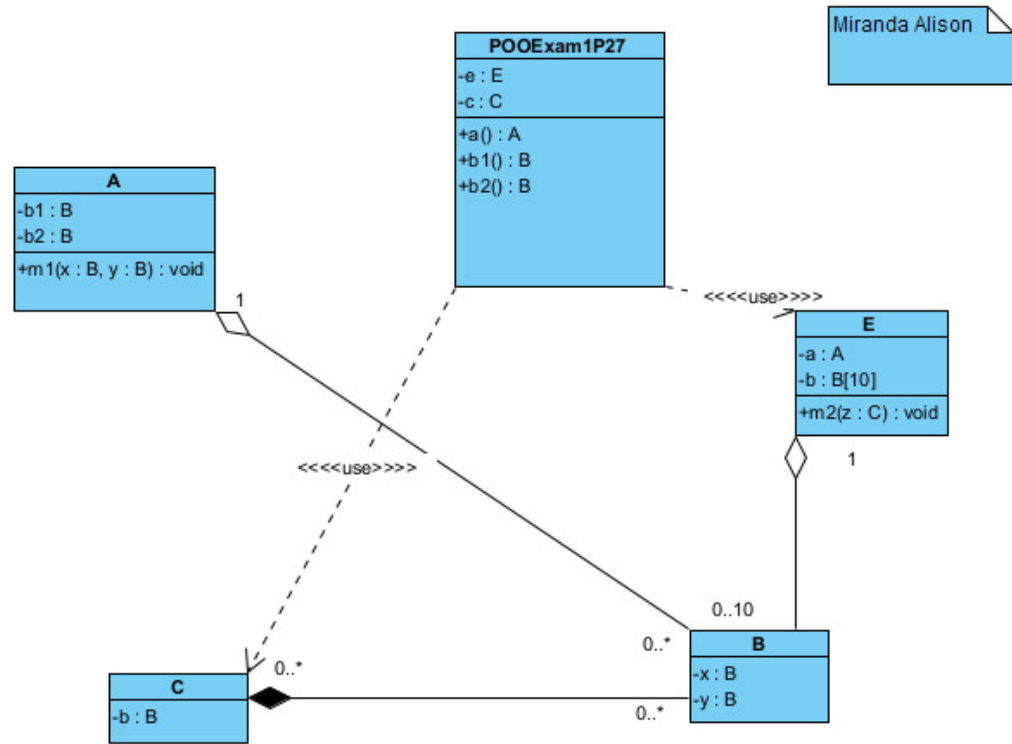 Miranda Alison
POOExam1P27
-e : E
-c : C
+a() : A
+b1() : B
+b2() : B
A
-b1 : B
-b2 : B
+m1(x : B, y : B) : void
1
<<<<use>>>>
E
-a : A
-b : B[10]
+m2(z : C) : void
1
<<<<use>>>>
0..10
0..*
B
-x : B
-y : B
0..*
C
-b : B
0..*